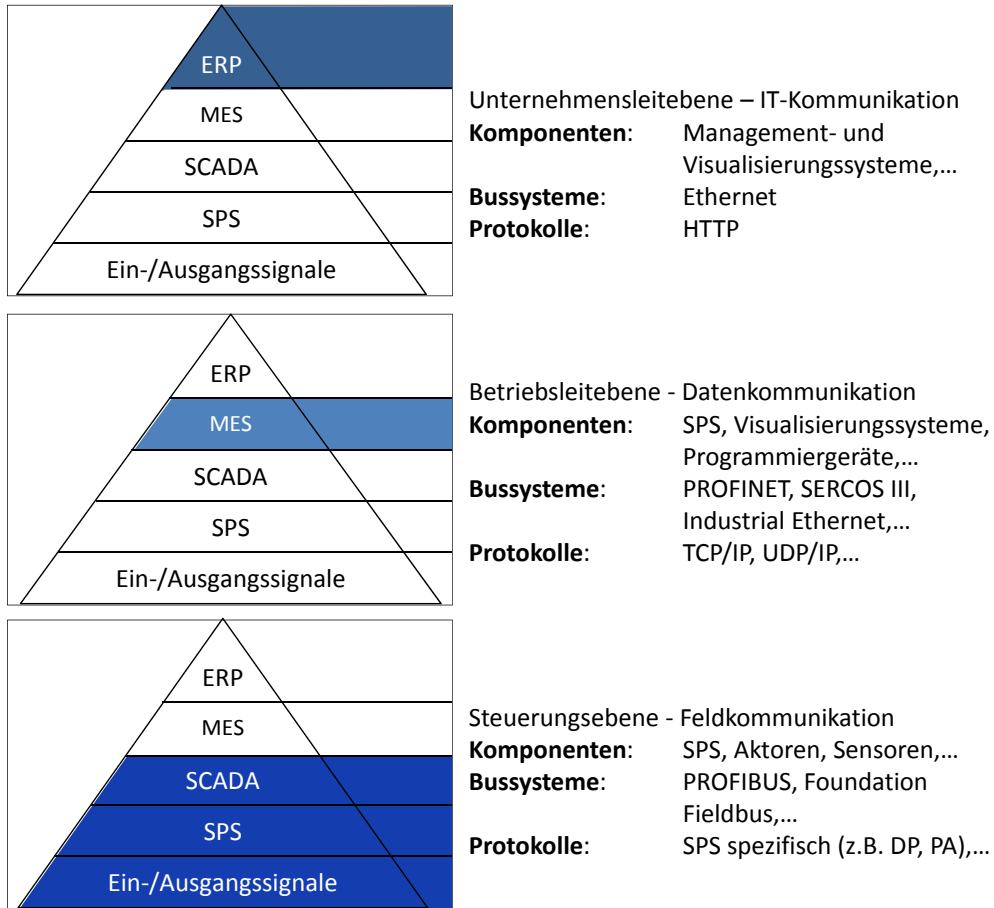 ERP
MES
SCADA
SPS
Ein-/Ausgangssignale
Unternehmensleitebene – IT-Kommunikation
Komponenten: Management- und
Visualisierungssysteme,...
Bussysteme: Ethernet
Protokolle: HTTP
ERP
MES
SCADA
SPS
Ein-/Ausgangssignale
Betriebsleitebene - Datenkommunikation
Komponenten: SPS, Visualisierungssysteme,
Programmiergeräte,...
Bussysteme: PROFINET, SERCOS III,
Industrial Ethernet,...
Protokolle: TCP/IP, UDP/IP,...
ERP
MES
SCADA
SPS
Ein-/Ausgangssignale
Steuerungsebene - Feldkommunikation
Komponenten: SPS, Aktoren, Sensoren,...
Bussysteme: PROFIBUS, Foundation
Fieldbus,...
Protokolle: SPS spezifisch (z.B. DP, PA),...